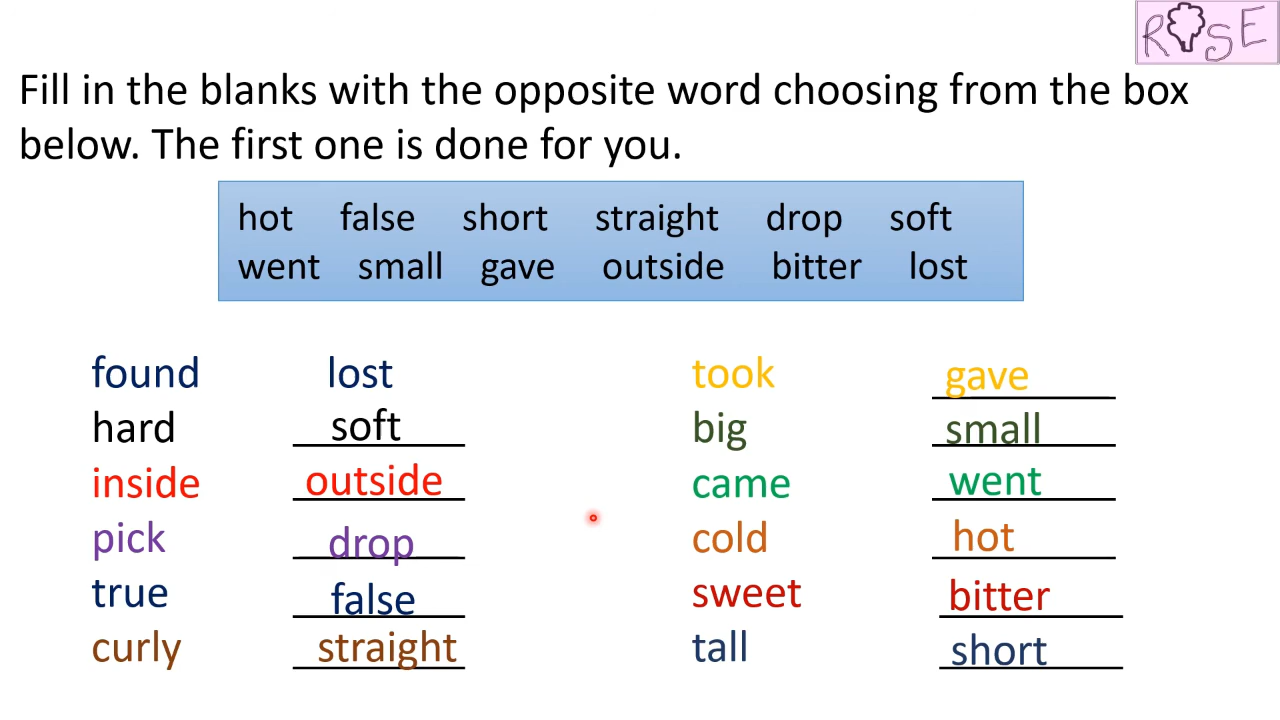 ROSE
Fill in the blanks with the opposite word choosing from the box
below. The first one is done for you.
hot false short straight drop soft
went small gave outside bitter lost
found lost
hard soft
inside outside
pick drop
true false
curly straight
took gave
big small
came went
cold hot
sweet bitter
tall short